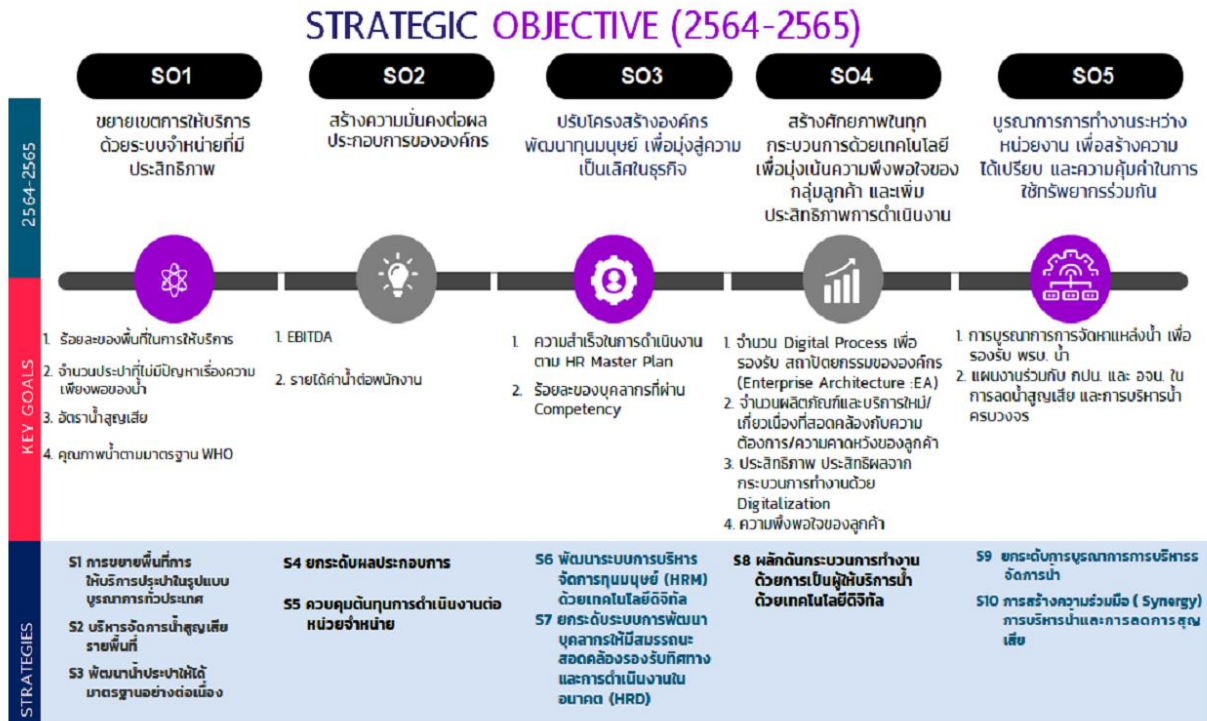 STRATEGIC OBJECTIVE (2564-2565)
SO1
SO2
SO3
SO4
SO5
2564-2565
ขยายเขตการให้บริการ
ด้วยระบบจำหน่ายที่มี
ประสิทธิภาพ
สร้างความมั่นคงต่อผล
ประกอบการขององค์กร
ปรับโครงสร้างองค์กร
พัฒนาทุนมนุษย์ เพื่อมุ่งสู่ความ
เป็นเลิศในธุรกิจ
สร้างศักยภาพในทุก
กระบวนการด้วยเทคโนโลยี
เพื่อมุ่งเน้นความพึงพอใจของ
กลุ่มลูกค้า และเพิ่ม
ประสิทธิภาพการดำเนินงาน
บูรณาการการทำงานระหว่าง
หน่วยงาน เพื่อสร้างความ
ได้เปรียบ และความคุ้มค่าในการ
ใช้ทรัพยากรร่วมกัน
KEY GOALS
1. ร้อยละของพื้นที่ในการให้บริการ
2. จำนวนประปาที่ไม่มีปัญหาเรื่องความ
เพียงพอของน้ำ
3. อัตราน้ำสูญเสีย
4. คุณภาพน้ำตามมาตรฐาน WHO
1. EBITDA
2. รายได้ค่าน้ำต่อพนักงาน
1. ความสำเร็จในการดำเนินงาน
ตาม HR Master Plan
2. ร้อยละของบุคลากรที่ผ่าน
Competency
1. จำนวน Digital Process เพื่อ
รองรับ สถาปัตยกรรมขององค์กร
(Enterprise Architecture :EA)
2. จำนวนผลิตภัณฑ์และบริการใหม่/
เกี่ยวเนื่องที่สอดคล้องกับความ
ต้องการ/ความคาดหวังของลูกค้า
3. ประสิทธิภาพ ประสิทธิผลจาก
กระบวนการทำงานด้วย
Digitalization
4. ความพึงพอใจของลูกค้า
1. การบูรณาการการจัดหาแหล่งน้ำ เพื่อ
รองรับ พรบ. น้ำ
2. แผนงานร่วมกับ กปน. และ อจน. ใน
การลดน้ำสูญเสีย และการบริหารน้ำ
ครบวงจร
STRATEGIES
S1 การขยายพื้นที่การ
ให้บริการประปาในรูปแบบ
บูรณาการทั่วประเทศ
S2 บริหารจัดการน้ำสูญเสีย
รายพื้นที่
S3 พัฒนาน้ำประปาให้ได้
มาตรฐานอย่างต่อเนื่อง
S4 ยกระดับผลประกอบการ
S5 ควบคุมต้นทุนการดำเนินงานต่อ
หน่วยจำหน่าย
S6 พัฒนาระบบการบริหาร
จัดการทุนมนุษย์ (HRM)
ด้วยเทคโนโลยีดิจิทัล
S7 ยกระดับระบบการพัฒนา
บุคลากรให้มีสมรรถนะ
สอดคล้องรองรับทิศทาง
และการดำเนินงานใน
อนาคต (HRD)
S8 ผลักดันกระบวนการทำงาน
ด้วยการเป็นผู้ให้บริการน้ำ
ด้วยเทคโนโลยีดิจิทัล
S9 ยกระดับการบูรณาการการบริหารร
จัดการน้ำ
S10 การสร้างความร่วมมือ ( Synergy)
การบริหารน้ำและการลดการสูญ
เสีย